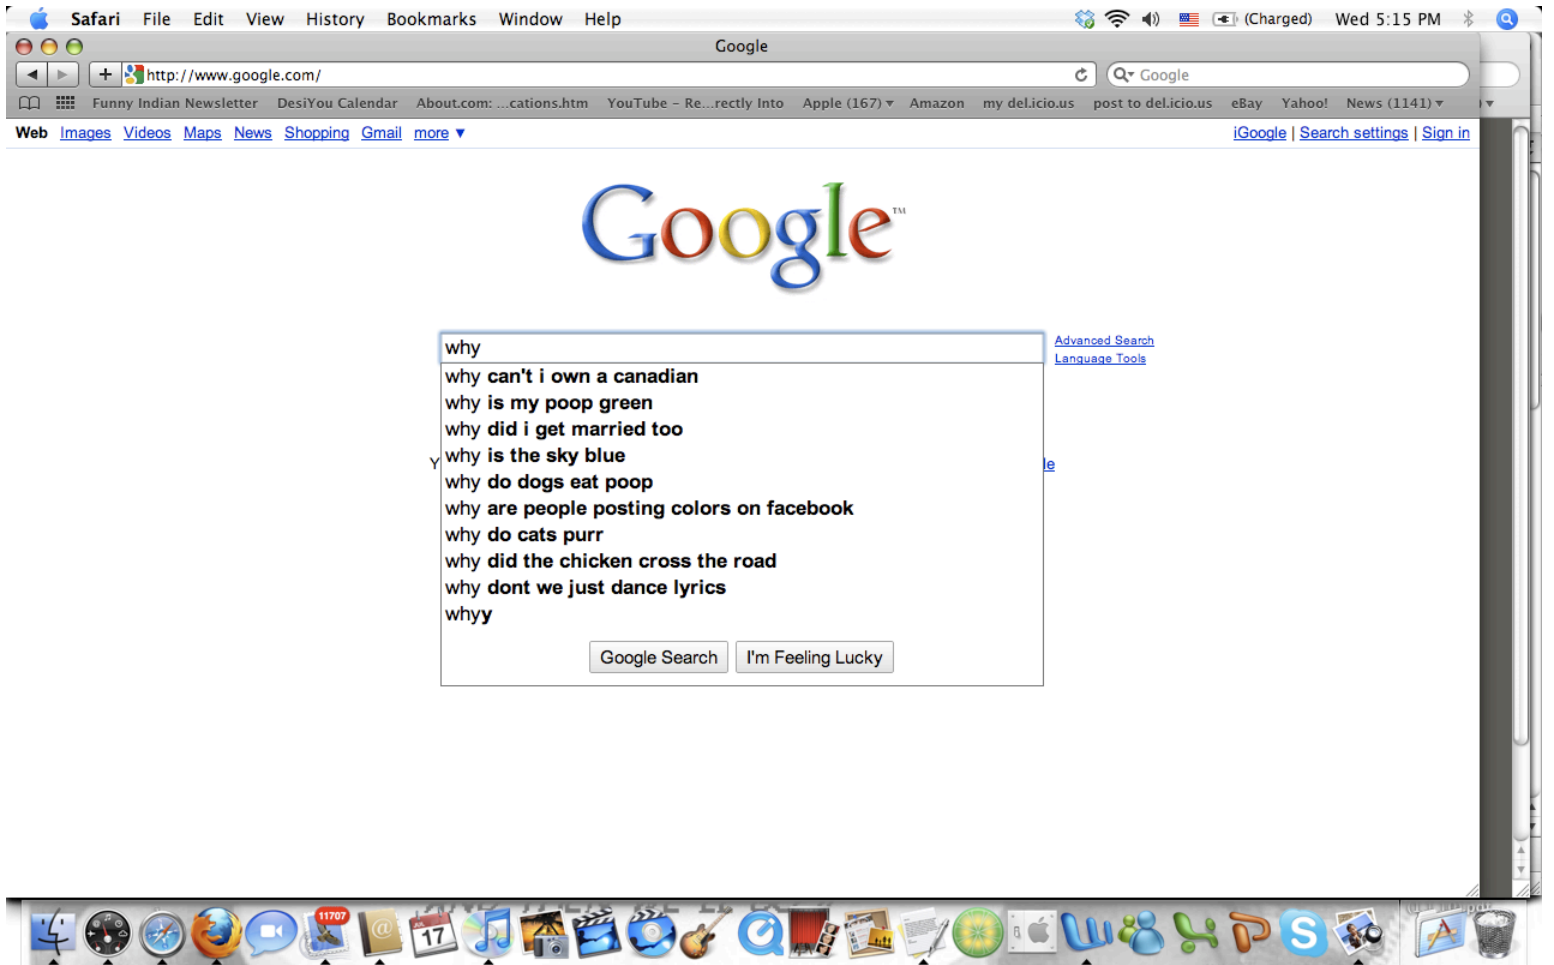 Safari File Edit View History Bookmarks Window Help (Charged) Wed 5:15 PM
Google
http://www.google.com/ Google
Funny Indian Newsletter DesiYou Calendar About.com: ...cations.htm YouTube - Re...rectly Into Apple (167) Amazon my del.icio.us post to del.icio.us eBay Yahoo! News (1141)
Web Images Videos Maps News Shopping Gmail more iGoogle | Search settings | Sign in
Google™
why
Advanced Search
Language Tools
why can't i own a canadian
why is my poop green
why did i get married too
why is the sky blue
Y le
why do dogs eat poop
why are people posting colors on facebook
why do cats purr
why did the chicken cross the road
why dont we just dance lyrics
whyy
Google Search I'm Feeling Lucky
11707
17